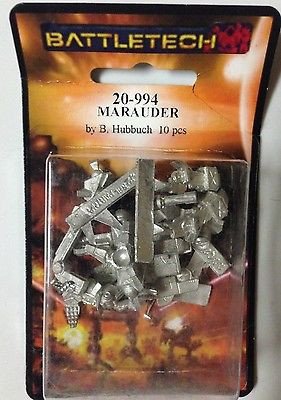 BATTLETECH
20-994
MARAUDER
by B. Hubbuch 10 pcs